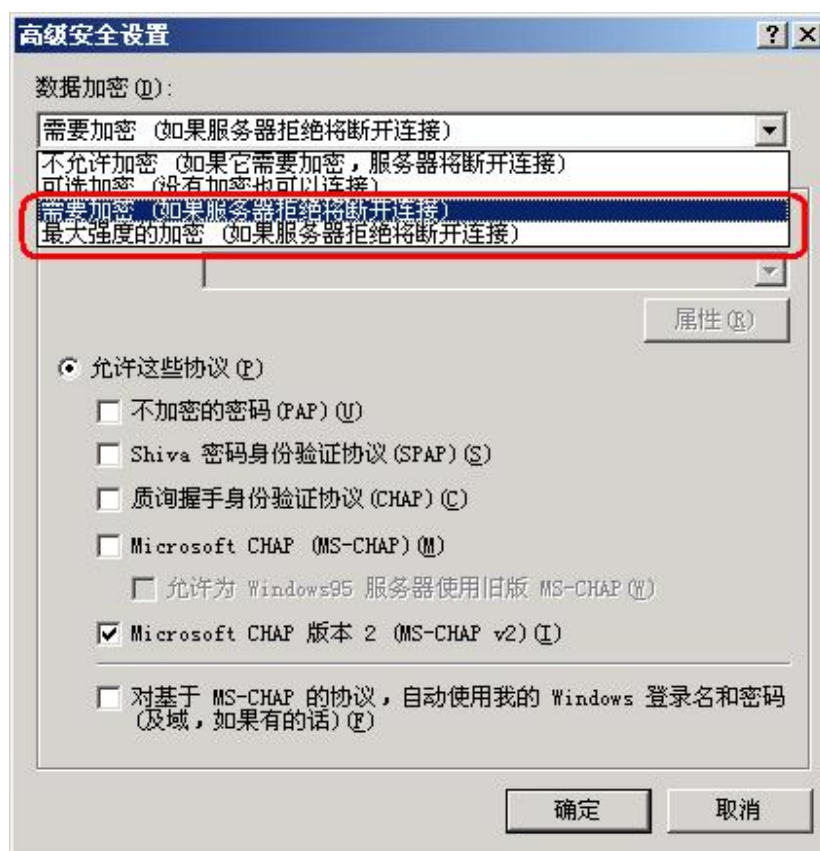 高级安全设置
数据加密(D):
需要加密 (如果服务器拒绝将断开连接)
不允许加密 (如果它需要加密,服务器将断开连接)
可选加密 (没有加密也可以连接)
需要加密 (如果服务器拒绝将断开连接)
最大强度的加密 (如果服务器拒绝将断开连接)
属性(R)
允许这些协议(P)
不加密的密码(PAP)(U)
Shiva 密码身份验证协议(SPAP)(S)
质询握手身份验证协议(CHAP)(C)
Microsoft CHAP (MS-CHAP)(M)
允许为 Windows95 服务器使用旧版 MS-CHAP(W)
Microsoft CHAP 版本 2 (MS-CHAP v2)(I)
对基于 MS-CHAP 的协议,自动使用我的 Windows 登录名和密码
(及域,如果有的话)(F)
确定 取消